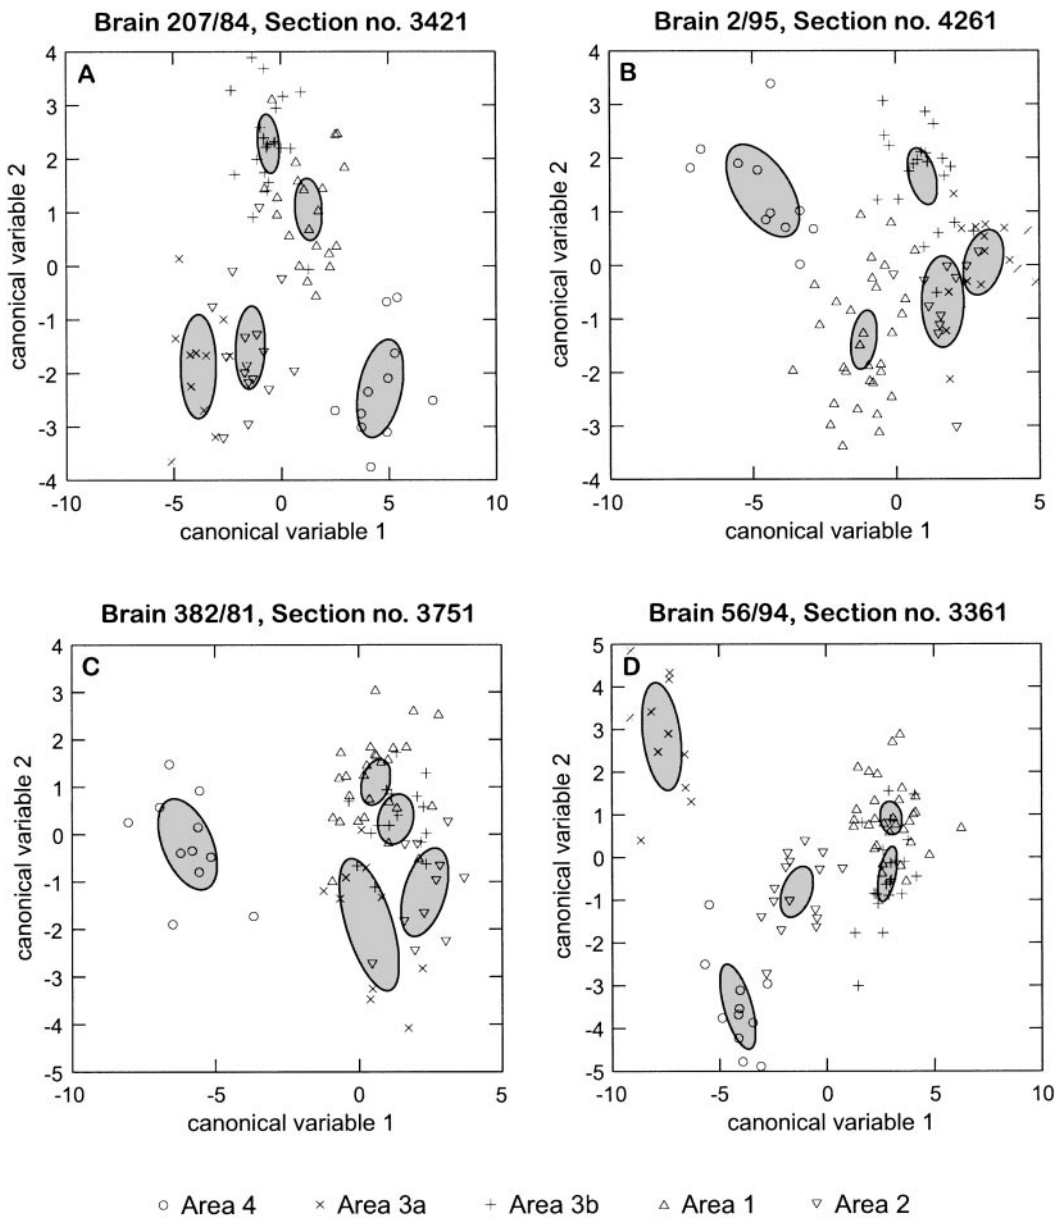 Brain 207/84, Section no. 3421
A
canonical variable 2
4
3
2
1
0
-1
-2
-3
-4
-10 -5 0 5 10
canonical variable 1
Brain 2/95, Section no. 4261
B
canonical variable 2
4
3
2
1
0
-1
-2
-3
-4
-10 -5 0 5
canonical variable 1
Brain 382/81, Section no. 3751
C
canonical variable 2
4
3
2
1
0
-1
-2
-3
-4
-5
-10 -5 0 5
canonical variable 1
Brain 56/94, Section no. 3361
D
canonical variable 2
5
4
3
2
1
0
-1
-2
-3
-4
-5
-10 -5 0 5 10
canonical variable 1
Area 4 Area 3a Area 3b Area 1 Area 2